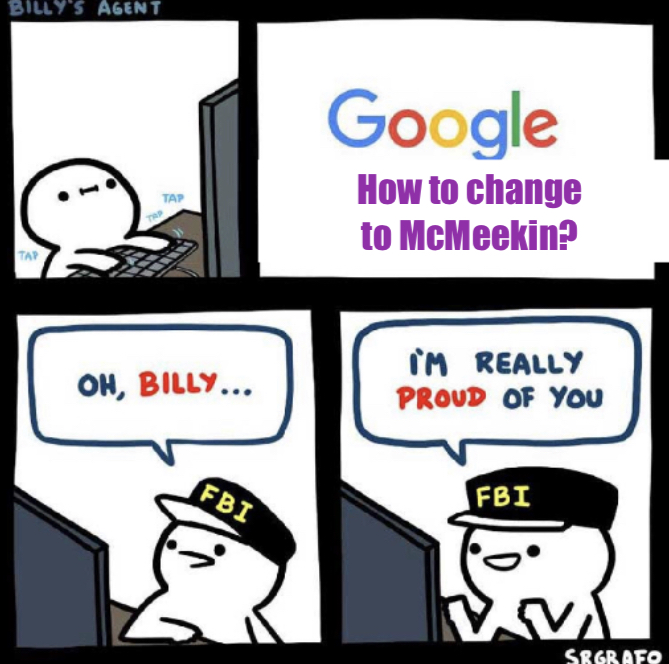 BILLY'S AGENT
TAP
TAP
TAP
Google
How to change
to McMeekin?
OH, BILLY...
FBI
I'M REALLY
PROUD OF YOU
FBI
SRGRAFO